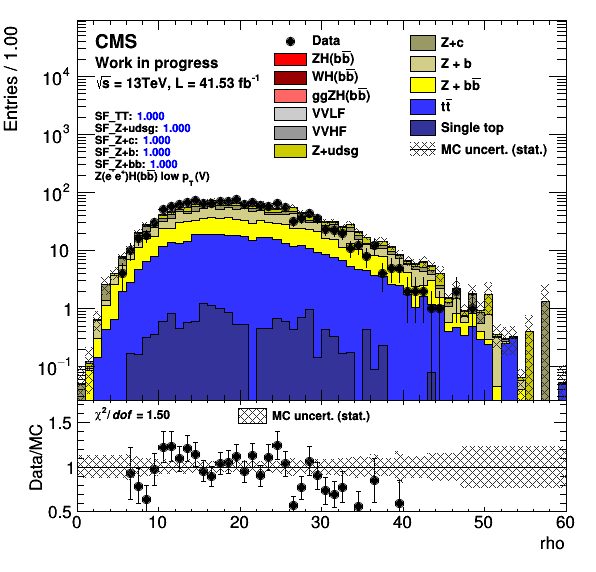 CMS
Work in progress
√s = 13TeV, L = 41.53 fb⁻¹
SF_TT: 1.000
SF_Z+udsg: 1.000
SF_Z+c: 1.000
SF_Z+b: 1.000
SF_Z+bb: 1.000
Z(e⁻e⁺)H(bb̅) low p_T(V)
Data
ZH(bb̅)
WH(bb̅)
ggZH(bb̅)
VVLF
VVHF
Z+udsg
Z+c
Z + b
Z + bb̅
tt̅
Single top
MC uncert. (stat.)
Entries / 1.00
10⁴
10³
10²
10
1
10⁻¹
χ²/dof = 1.50
MC uncert. (stat.)
Data/MC
1.5
1
0.5
0 10 20 30 40 50 60
rho